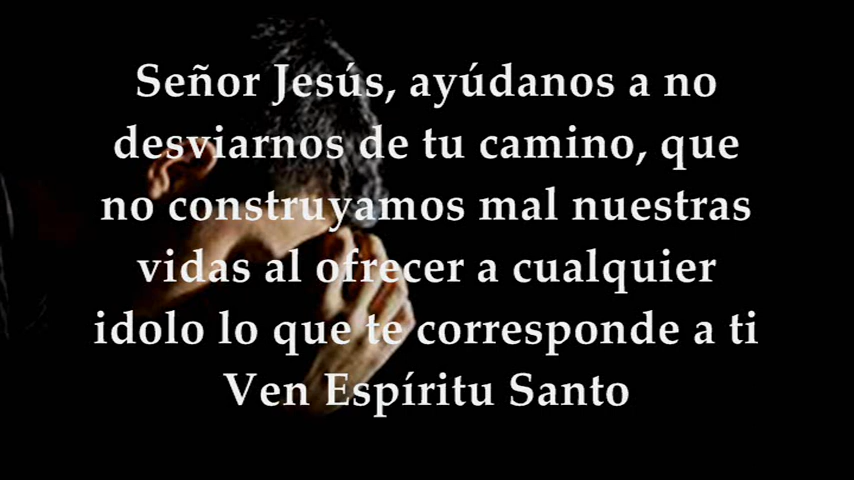 Señor Jesús, ayúdanos a no
desviarnos de tu camino, que
no construyamos mal nuestras
vidas al ofrecer a cualquier
idolo lo que te corresponde a ti
Ven Espíritu Santo